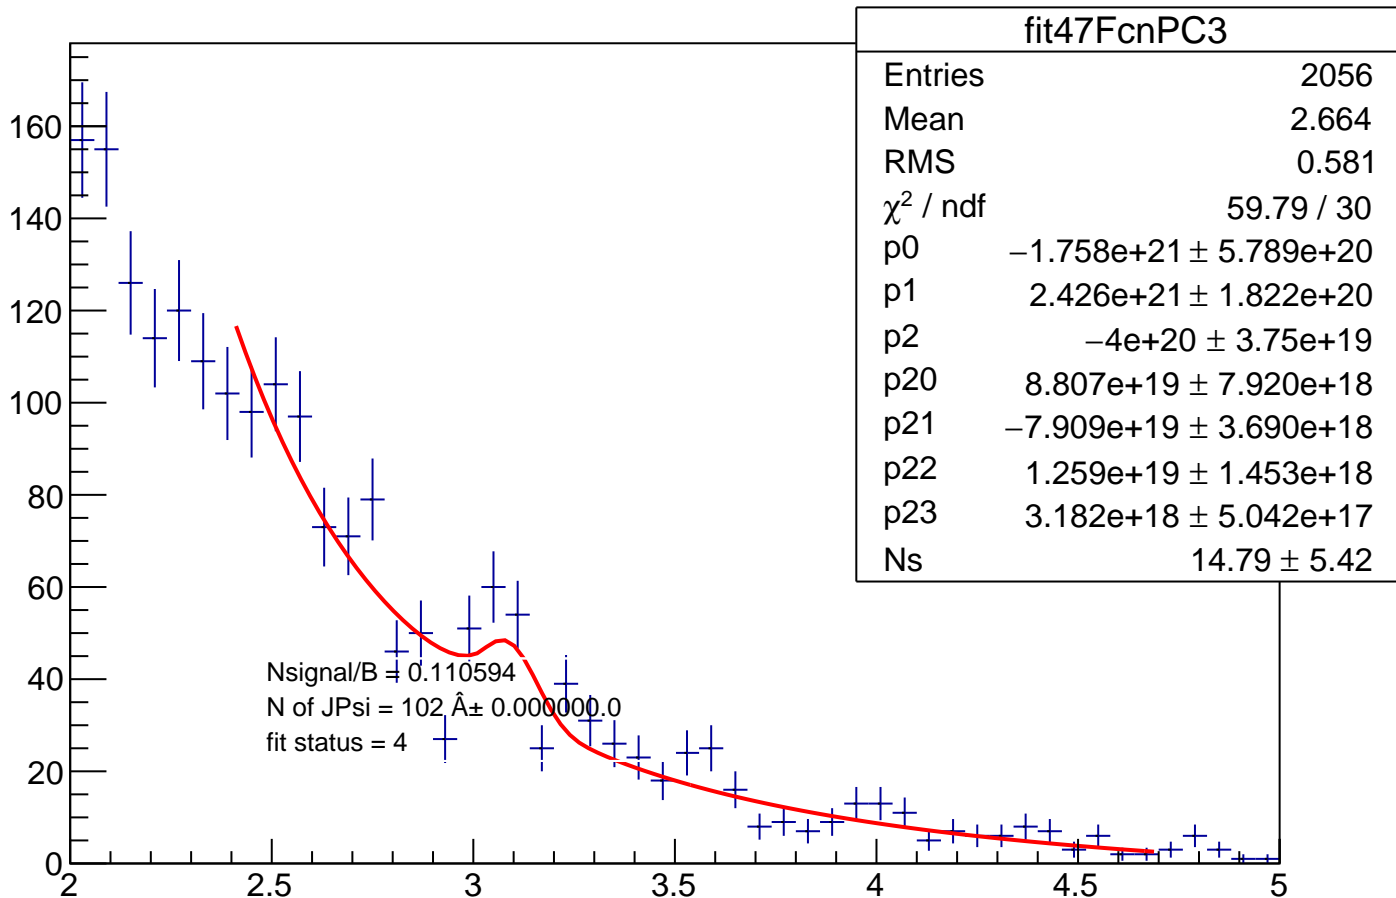 fit47FcnPC3
Entries 2056
Mean 2.664
RMS 0.581
χ² / ndf 59.79 / 30
p0 −1.758e+21 ± 5.789e+20
p1 2.426e+21 ± 1.822e+20
p2 −4e+20 ± 3.75e+19
p20 8.807e+19 ± 7.920e+18
p21 −7.909e+19 ± 3.690e+18
p22 1.259e+19 ± 1.453e+18
p23 3.182e+18 ± 5.042e+17
Ns 14.79 ± 5.42
160
140
120
100
80
60
40
20
0
Nsignal/B = 0.110594
N of JPsi = 102 Â± 0.000000.0
fit status = 4
2 2.5 3 3.5 4 4.5 5